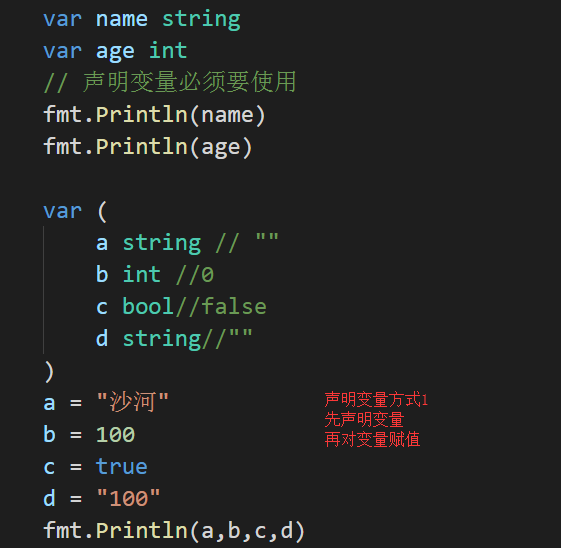 var name string
var age int
// 声明变量必须要使用
fmt.Println(name)
fmt.Println(age)
var (
a string // ""
b int //0
c bool//false
d string//""
)
a = "沙河"
b = 100
c = true
d = "100"
fmt.Println(a,b,c,d)
声明变量方式1
先声明变量
再对变量赋值